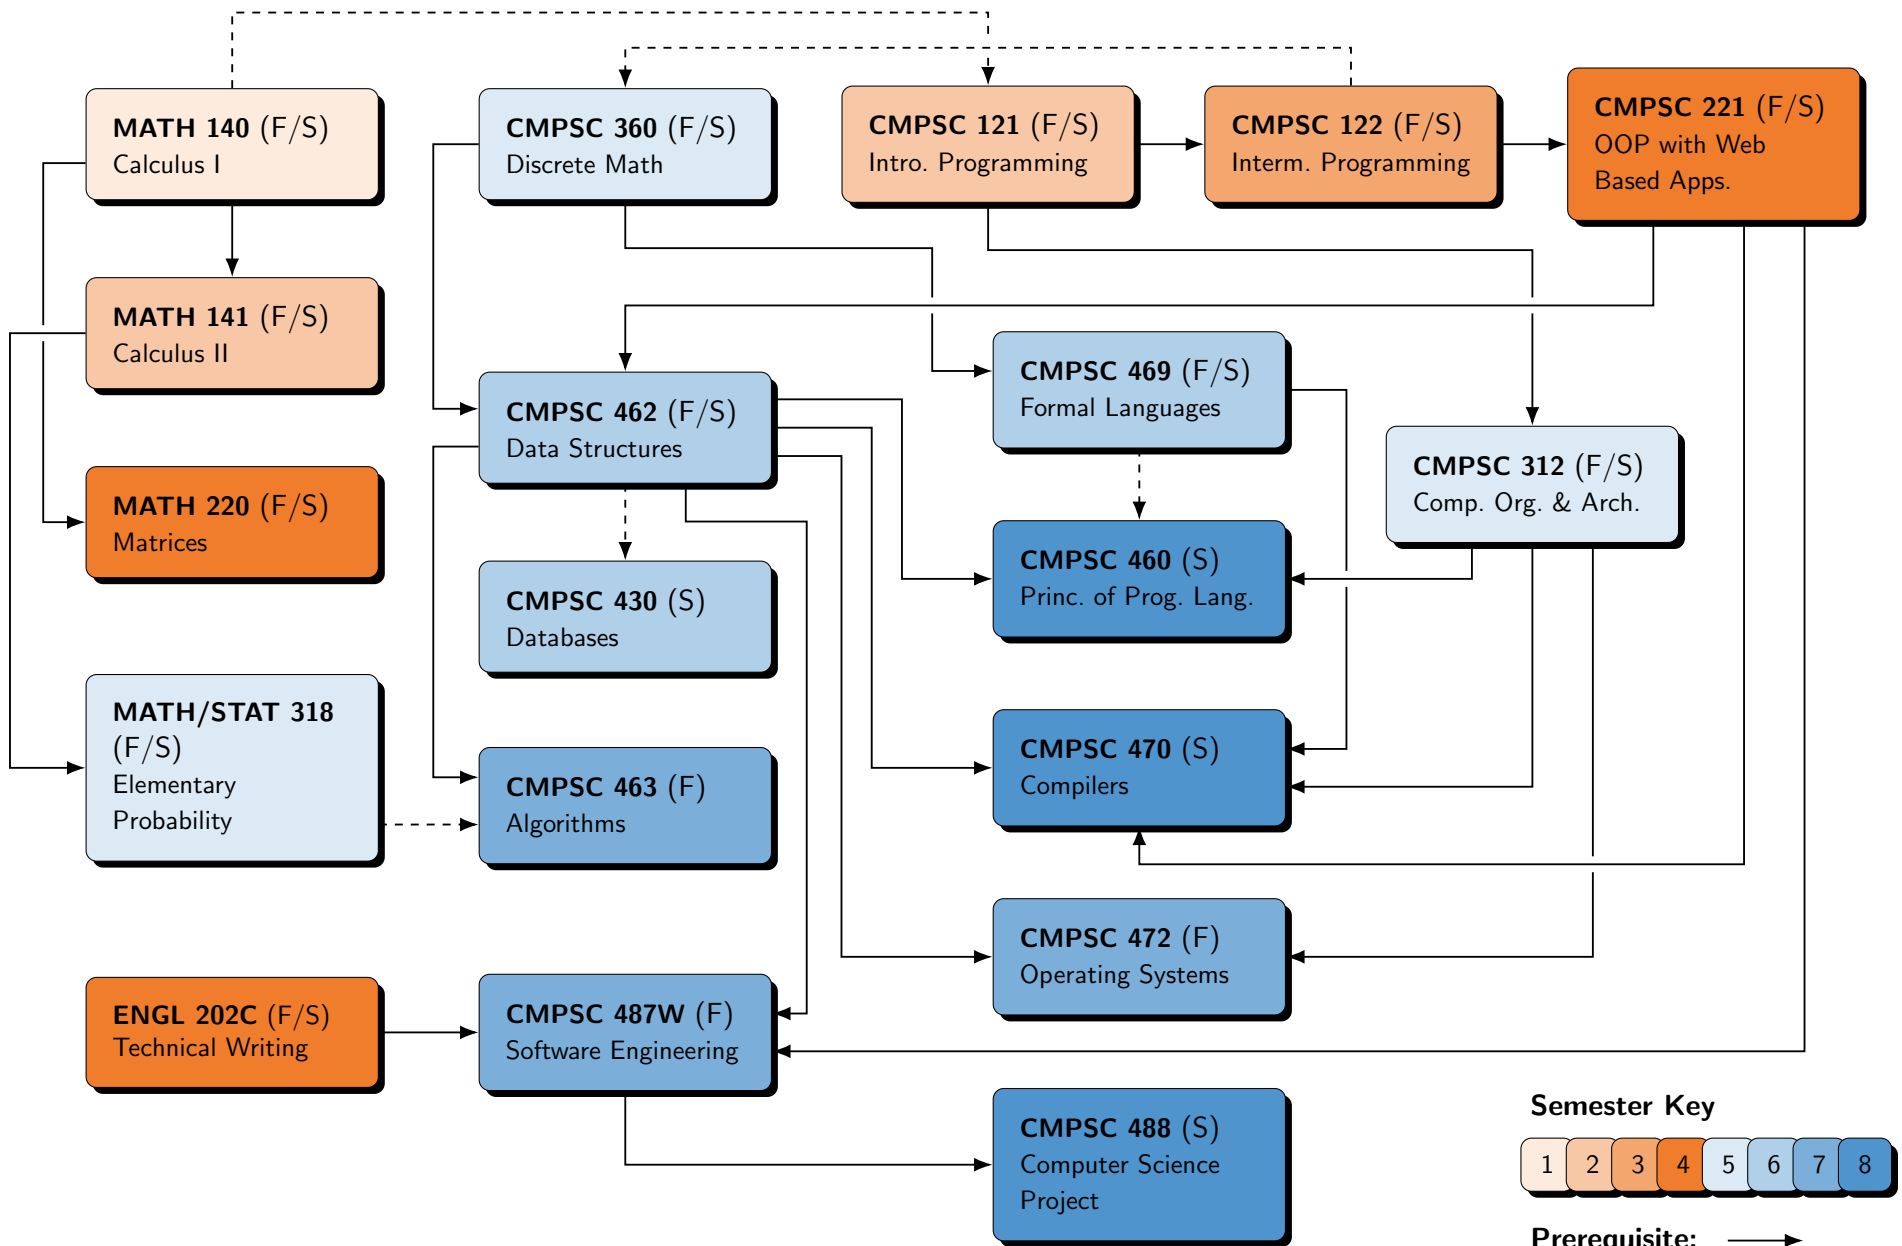 MATH 140 (F/S)
Calculus I
CMPSC 360 (F/S)
Discrete Math
CMPSC 121 (F/S)
Intro. Programming
CMPSC 122 (F/S)
Interm. Programming
CMPSC 221 (F/S)
OOP with Web
Based Apps.
MATH 141 (F/S)
Calculus II
CMPSC 462 (F/S)
Data Structures
CMPSC 469 (F/S)
Formal Languages
CMPSC 312 (F/S)
Comp. Org. & Arch.
MATH 220 (F/S)
Matrices
CMPSC 430 (S)
Databases
CMPSC 460 (S)
Princ. of Prog. Lang.
MATH/STAT 318
(F/S)
Elementary
Probability
CMPSC 463 (F)
Algorithms
CMPSC 470 (S)
Compilers
CMPSC 472 (F)
Operating Systems
ENGL 202C (F/S)
Technical Writing
CMPSC 487W (F)
Software Engineering
CMPSC 488 (S)
Computer Science
Project
Semester Key
1 2 3 4 5 6 7 8
Prerequisite: